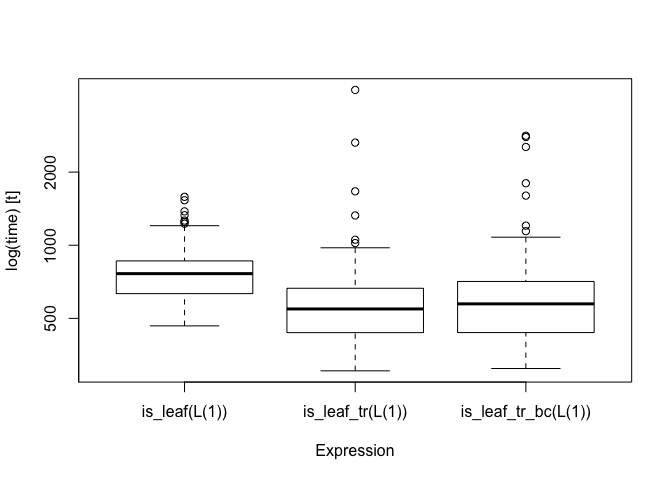 log(time) [t]
2000
1000
500
is_leaf(L(1))
is_leaf_tr(L(1))
is_leaf_tr_bc(L(1))
Expression